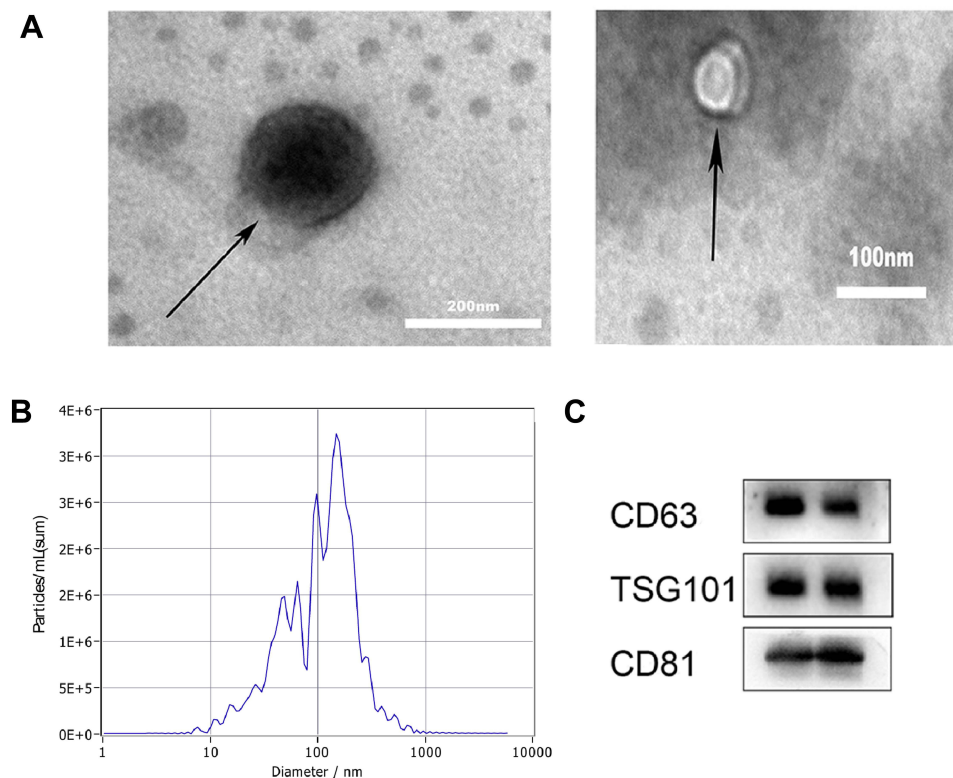 A
200nm
100nm
B
4E+6
3E+6
3E+6
2E+6
2E+6
1E+6
5E+5
0E+0
Particles/mL(sum)
1
10
100
1000
10000
Diameter / nm
C
CD63
TSG101
CD81